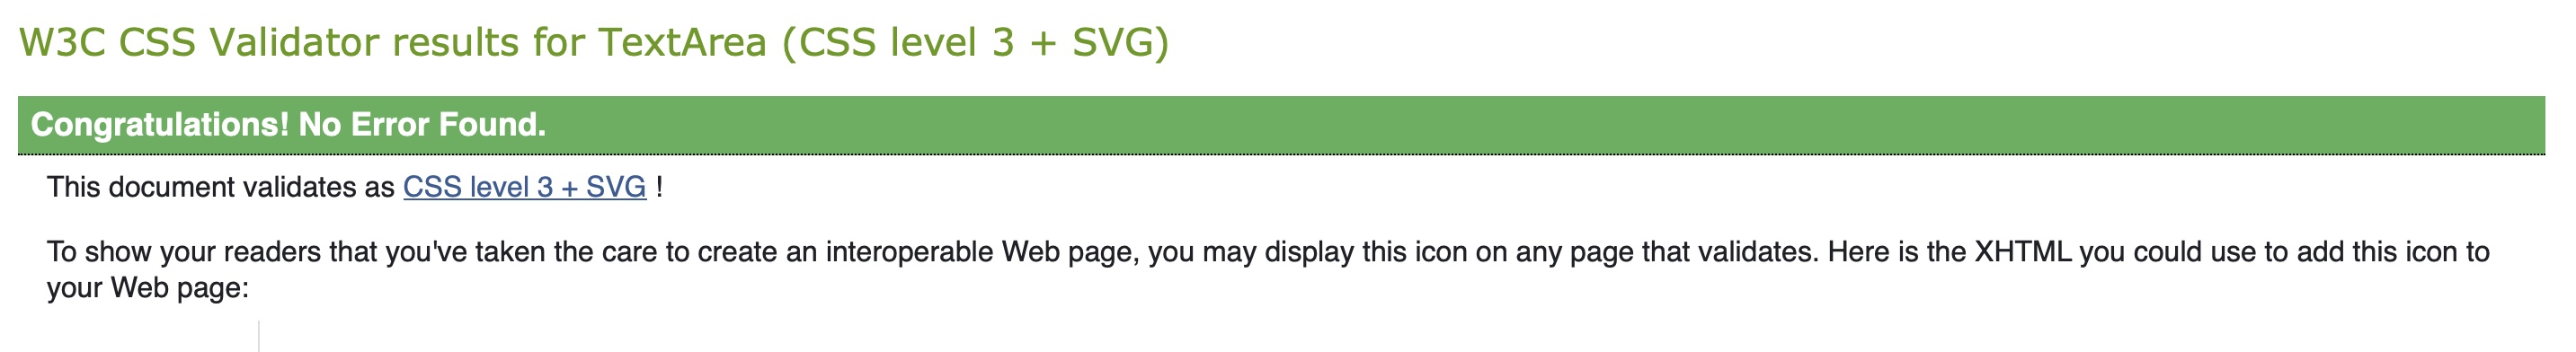 W3C CSS Validator results for TextArea (CSS level 3 + SVG)
Congratulations! No Error Found.
This document validates as CSS level 3 + SVG !
To show your readers that you've taken the care to create an interoperable Web page, you may display this icon on any page that validates. Here is the XHTML you could use to add this icon to
your Web page: